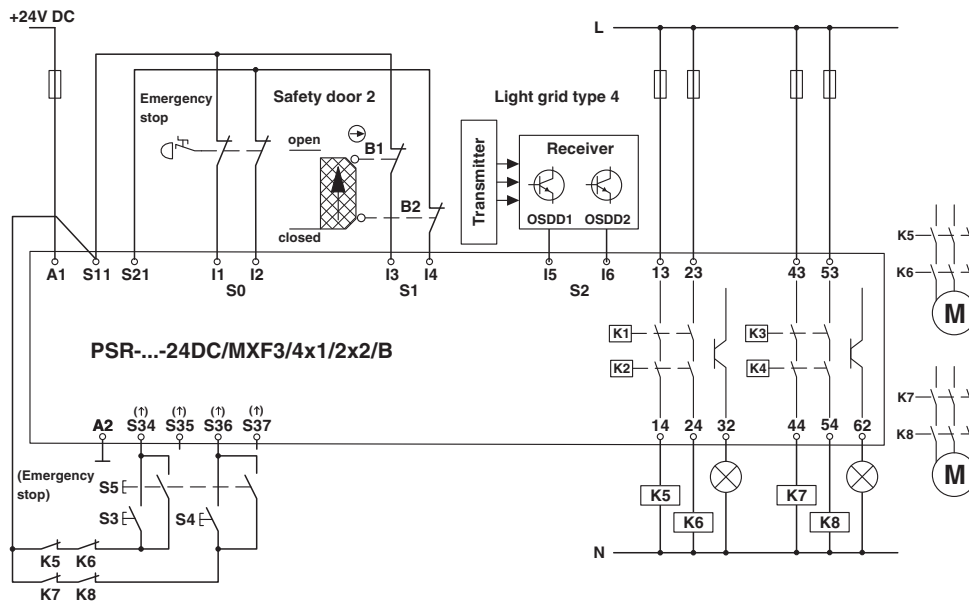 +24V DC
L
Emergency
stop
Safety door 2
Light grid type 4
open
closed
B1
B2
Transmitter
Receiver
OSDD1 OSDD2
K5
K6
M
A1 S11 S21 I1 I2 I3 I4 I5 I6 13 23 43 53
S0 S1 S2
PSR-...-24DC/MXF3/4x1/2x2/B
K1
K2
K3
K4
K7
K8
M
(↑) (↑) (↑) (↑)
A2 S34 S35 S36 S37 14 24 32 44 54 62
(Emergency
stop)
S5
S3
S4
K5
K6
K7
K8
K5 K6
K7 K8
N